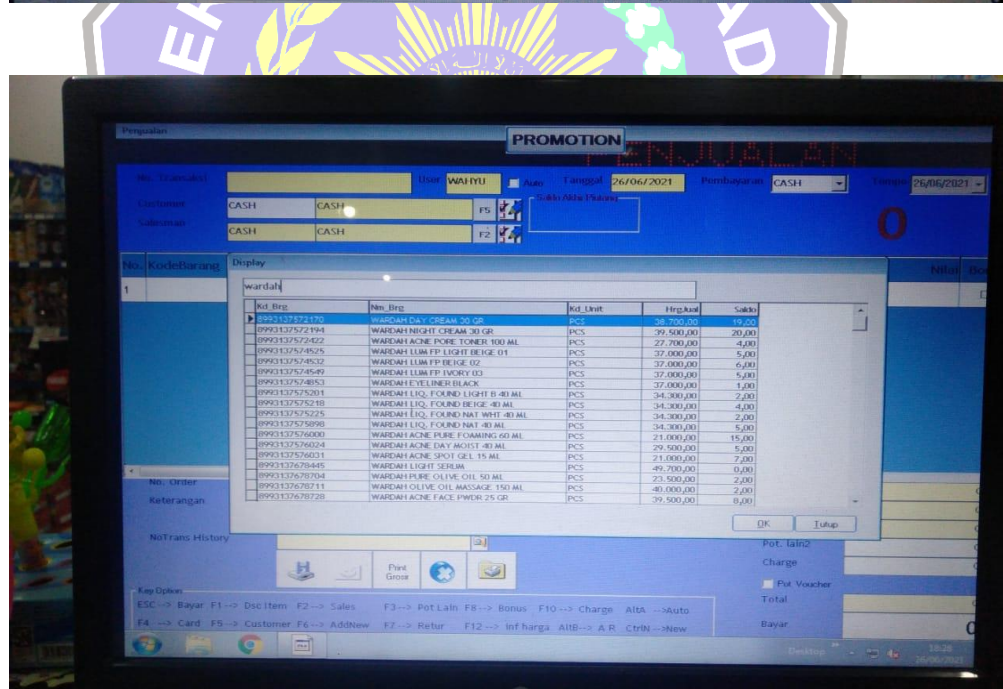 Penjualan
PROMOTION
PENJUALAN
No. Transaksi User WAHYU Auto Tanggal 26/06/2021 Pembayaran CASH Tempo 26/06/2021
Customer CASH CASH F5 Saldo Akhir Piutang 0
Salesman CASH CASH F2
No. KodeBarang Nilai
Display
1
wardah
Kd_Brg Nm_Brg Kd_Unit HrgJual Saldo
8993137572170 WARDAH DAY CREAM 30 GR PCS 38.700,00 19,00
8993137572194 WARDAH NIGHT CREAM 30 GR PCS 39.500,00 20,00
8993137572422 WARDAH ACNE PORE TONER 100 ML PCS 27.700,00 4,00
8993137574525 WARDAH LUM FP LIGHT BEIGE 01 PCS 37.000,00 5,00
8993137574532 WARDAH LUM FP BEIGE 02 PCS 37.000,00 6,00
8993137574549 WARDAH LUM FP IVORY 03 PCS 37.000,00 5,00
8993137574853 WARDAH EYELINER BLACK PCS 37.000,00 1,00
8993137575201 WARDAH LIQ. FOUND LIGHT B 40 ML PCS 34.300,00 2,00
8993137575218 WARDAH LIQ. FOUND BEIGE 40 ML PCS 34.300,00 4,00
8993137575225 WARDAH LIQ. FOUND NAT WHT 40 ML PCS 34.300,00 2,00
8993137575898 WARDAH LIQ. FOUND NAT 40 ML PCS 34.300,00 5,00
8993137576000 WARDAH ACNE PURE FOAMING 60 ML PCS 21.000,00 15,00
8993137576024 WARDAH ACNE DAY MOIST 40 ML PCS 29.500,00 5,00
8993137576031 WARDAH ACNE SPOT GEL 15 ML PCS 21.000,00 7,00
8993137678445 WARDAH LIGHT SERUM PCS 49.700,00 0,00
8993137678704 WARDAH PURE OLIVE OIL 50 ML PCS 23.500,00 2,00
8993137678711 WARDAH OLIVE OIL MASSAGE 150 ML PCS 40.000,00 2,00
8993137678728 WARDAH ACNE FACE PWDR 25 GR PCS 39.500,00 0,00
OK Tutup
No. Order
Keterangan
NoTrans History
Pot. lain2
Charge
Print Grosir
Pot. Voucher
Key Option
Total
ESC --> Bayar F1--> Dsc Item F2--> Sales F3--> Pot Lain F8--> Bonus F10--> Charge AltA -->Auto
F4 --> Card F5--> Customer F6--> AddNew F7--> Retur F12--> Inf harga AltB--> A R CtrlN -->New
Bayar 0
Desktop 18:28
26/06/2021